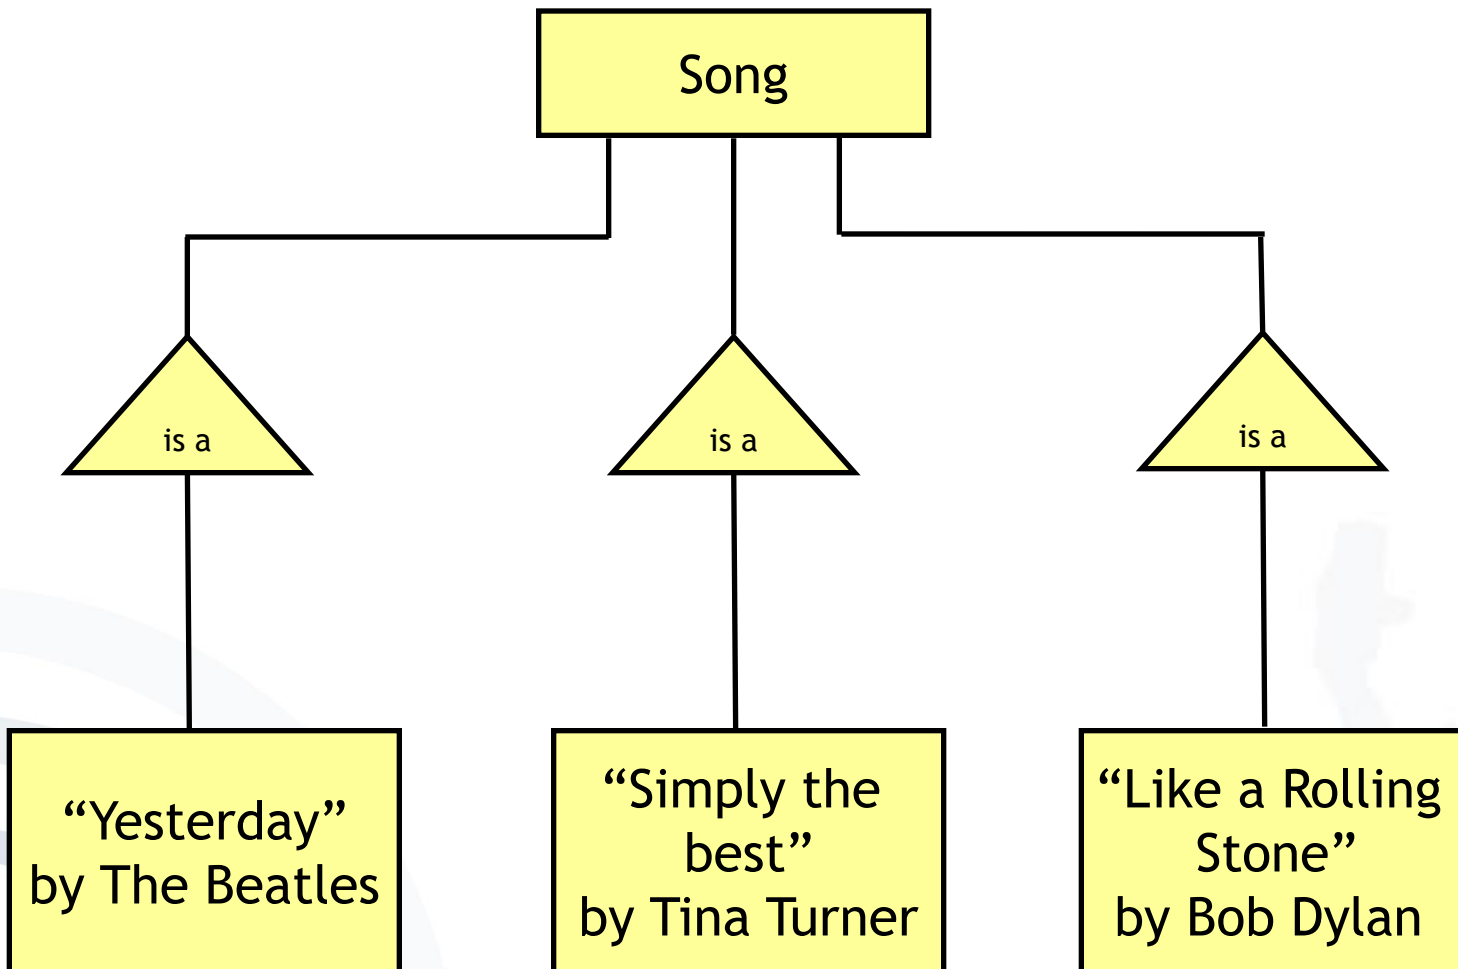 Song
is a
is a
is a
“Yesterday”
by The Beatles
“Simply the
best”
by Tina Turner
“Like a Rolling
Stone”
by Bob Dylan